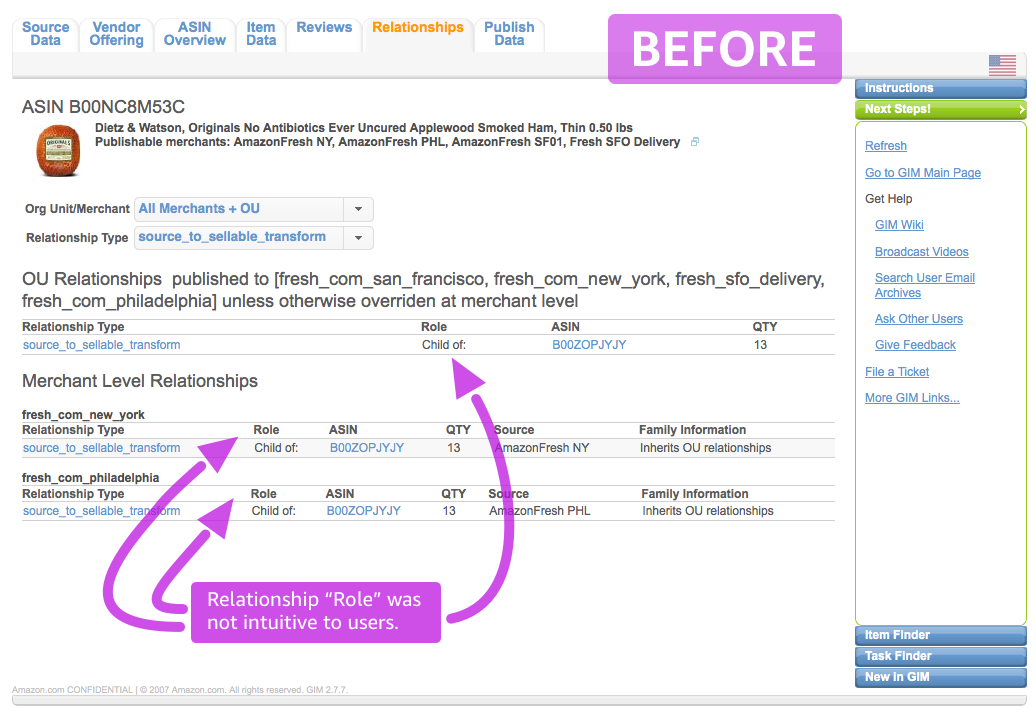 Source Data
Vendor Offering
ASIN Overview
Item Data
Reviews
Relationships
Publish Data
BEFORE
ASIN B00NC8M53C
Dietz & Watson, Originals No Antibiotics Ever Uncured Applewood Smoked Ham, Thin 0.50 lbs
Publishable merchants: AmazonFresh NY, AmazonFresh PHL, AmazonFresh SF01, Fresh SFO Delivery
ORIGINALS
Org Unit/Merchant All Merchants + OU
Relationship Type source_to_sellable_transform
OU Relationships published to [fresh_com_san_francisco, fresh_com_new_york, fresh_sfo_delivery,
fresh_com_philadelphia] unless otherwise overriden at merchant level
Relationship Type Role ASIN QTY
source_to_sellable_transform Child of: B00ZOPJYJY 13
Merchant Level Relationships
fresh_com_new_york
Relationship Type Role ASIN QTY Source Family Information
source_to_sellable_transform Child of: B00ZOPJYJY 13 AmazonFresh NY Inherits OU relationships
fresh_com_philadelphia
Relationship Type Role ASIN QTY Source Family Information
source_to_sellable_transform Child of: B00ZOPJYJY 13 AmazonFresh PHL Inherits OU relationships
Relationship “Role” was
not intuitive to users.
Instructions
Next Steps!
Refresh
Go to GIM Main Page
Get Help
GIM Wiki
Broadcast Videos
Search User Email
Archives
Ask Other Users
Give Feedback
File a Ticket
More GIM Links...
Item Finder
Task Finder
New in GIM
Amazon.com CONFIDENTIAL | © 2007 Amazon.com. All rights reserved. GIM 2.7.7.